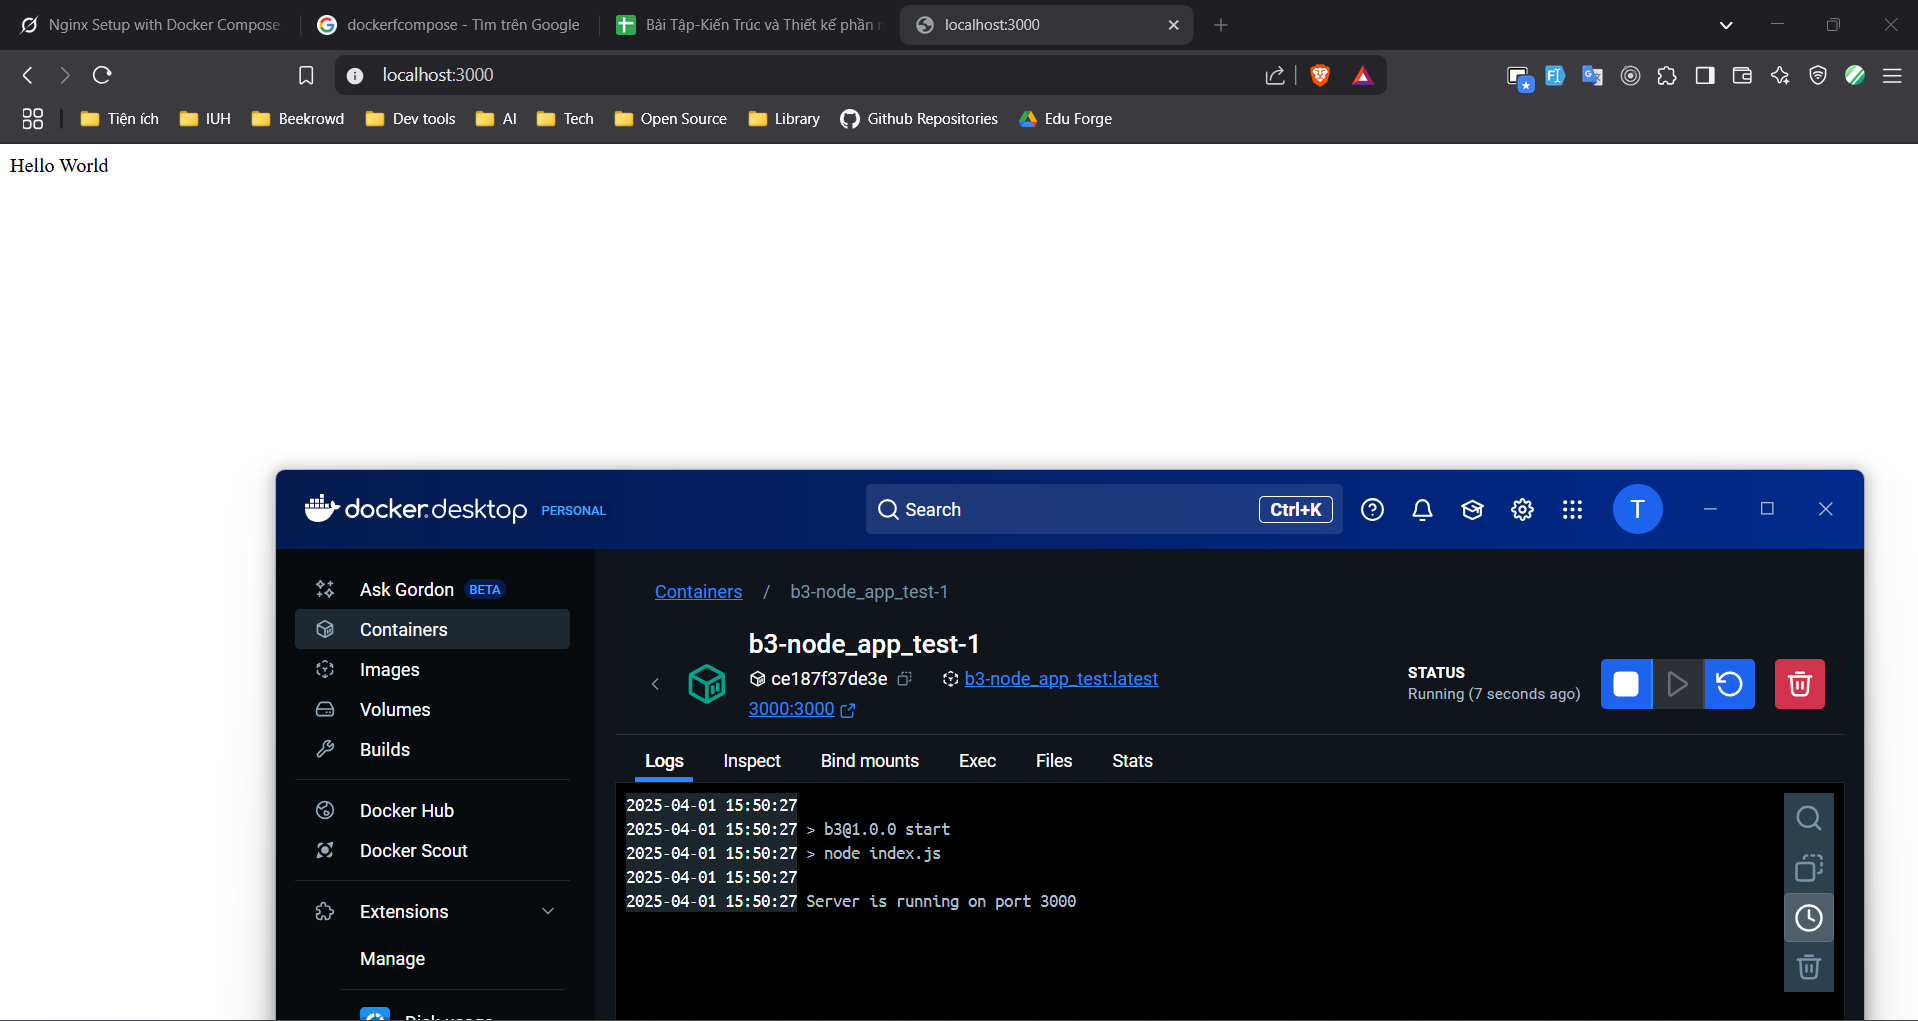 Nginx Setup with Docker Compose
dockerfcompose - Tìm trên Google
Bài Tập-Kiến Trúc và Thiết kế phần
localhost:3000
localhost:3000
Tiện ích
IUH
Beekrowd
Dev tools
AI
Tech
Open Source
Library
Github Repositories
Edu Forge
Hello World
docker.desktop PERSONAL
Search
Ctrl+K
T
Ask Gordon BETA
Containers
Images
Volumes
Builds
Docker Hub
Docker Scout
Extensions
Manage
Containers / b3-node_app_test-1
b3-node_app_test-1
ce187f37de3e
b3-node_app_test:latest
3000:3000
STATUS
Running (7 seconds ago)
Logs
Inspect
Bind mounts
Exec
Files
Stats
2025-04-01 15:50:27
2025-04-01 15:50:27 > b3@1.0.0 start
2025-04-01 15:50:27 > node index.js
2025-04-01 15:50:27
2025-04-01 15:50:27 Server is running on port 3000